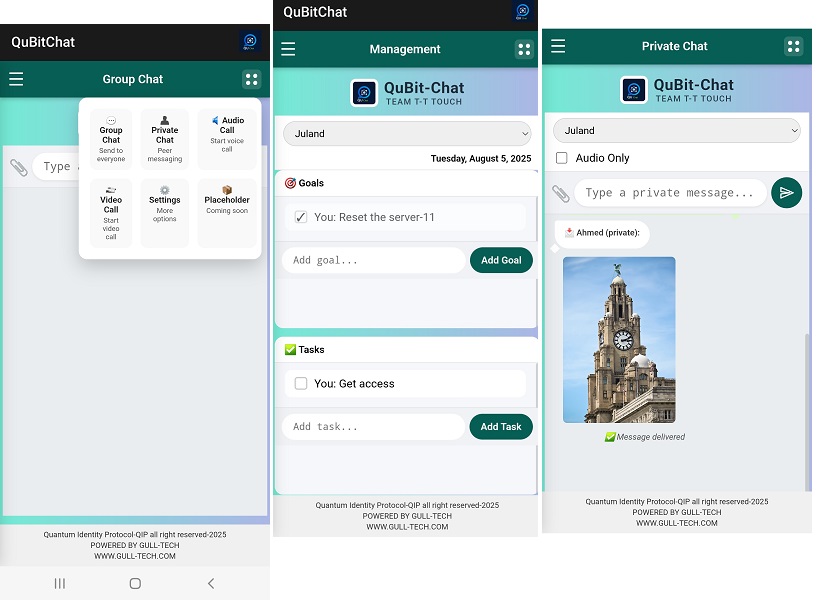 QuBitChat
Group Chat
Group
Chat
Send to
everyone
Private
Chat
Peer
messaging
Audio
Call
Start voice
call
Video
Call
Start
video
call
Settings
More
options
Placeholder
Coming soon
Type
Quantum Identity Protocol-QIP all right reserved-2025
POWERED BY GULL-TECH
WWW.GULL-TECH.COM
QuBitChat
Management
QuBit-Chat
TEAM T-T TOUCH
Juland
Tuesday, August 5, 2025
Goals
You: Reset the server-11
Add goal...
Add Goal
Tasks
You: Get access
Add task...
Add Task
Quantum Identity Protocol-QIP all right reserved-2025
POWERED BY GULL-TECH
WWW.GULL-TECH.COM
Private Chat
QuBit-Chat
TEAM T-T TOUCH
Juland
Audio Only
Type a private message...
Ahmed (private):
Message delivered
Quantum Identity Protocol-QIP all right reserved-2025
POWERED BY GULL-TECH
WWW.GULL-TECH.COM